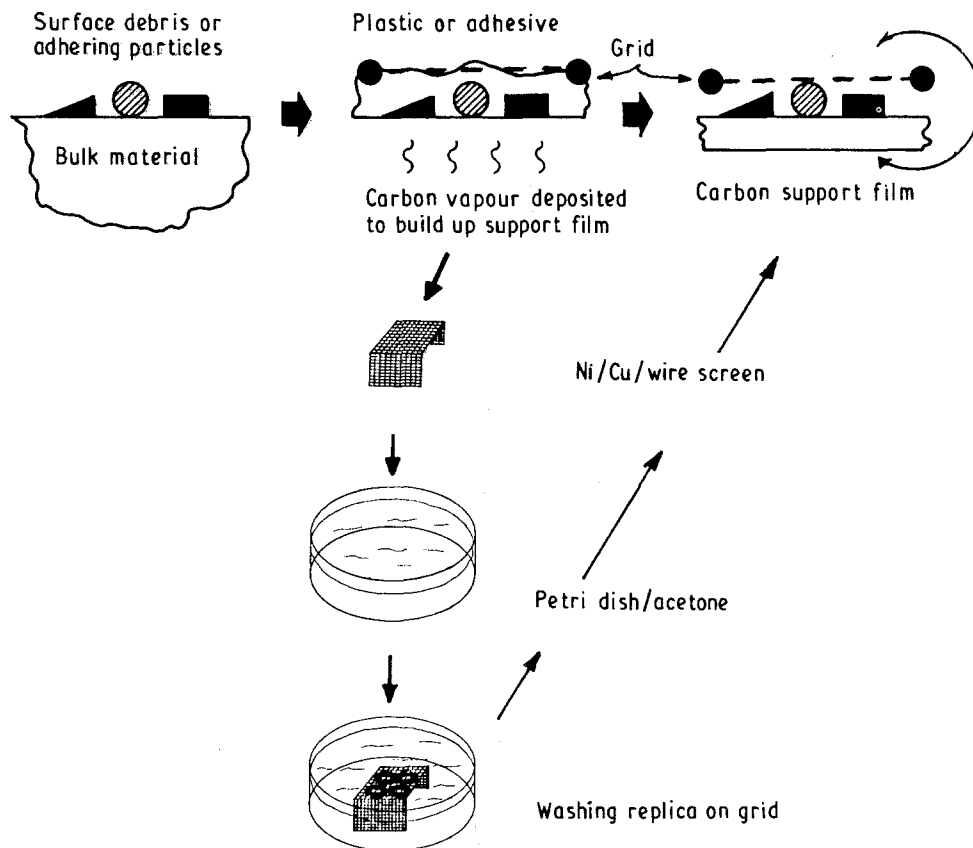 Surface debris or
adhering particles
Plastic or adhesive
Grid
Bulk material
Carbon vapour deposited
to build up support film
Carbon support film
Ni/Cu/wire screen
Petri dish/acetone
Washing replica on grid